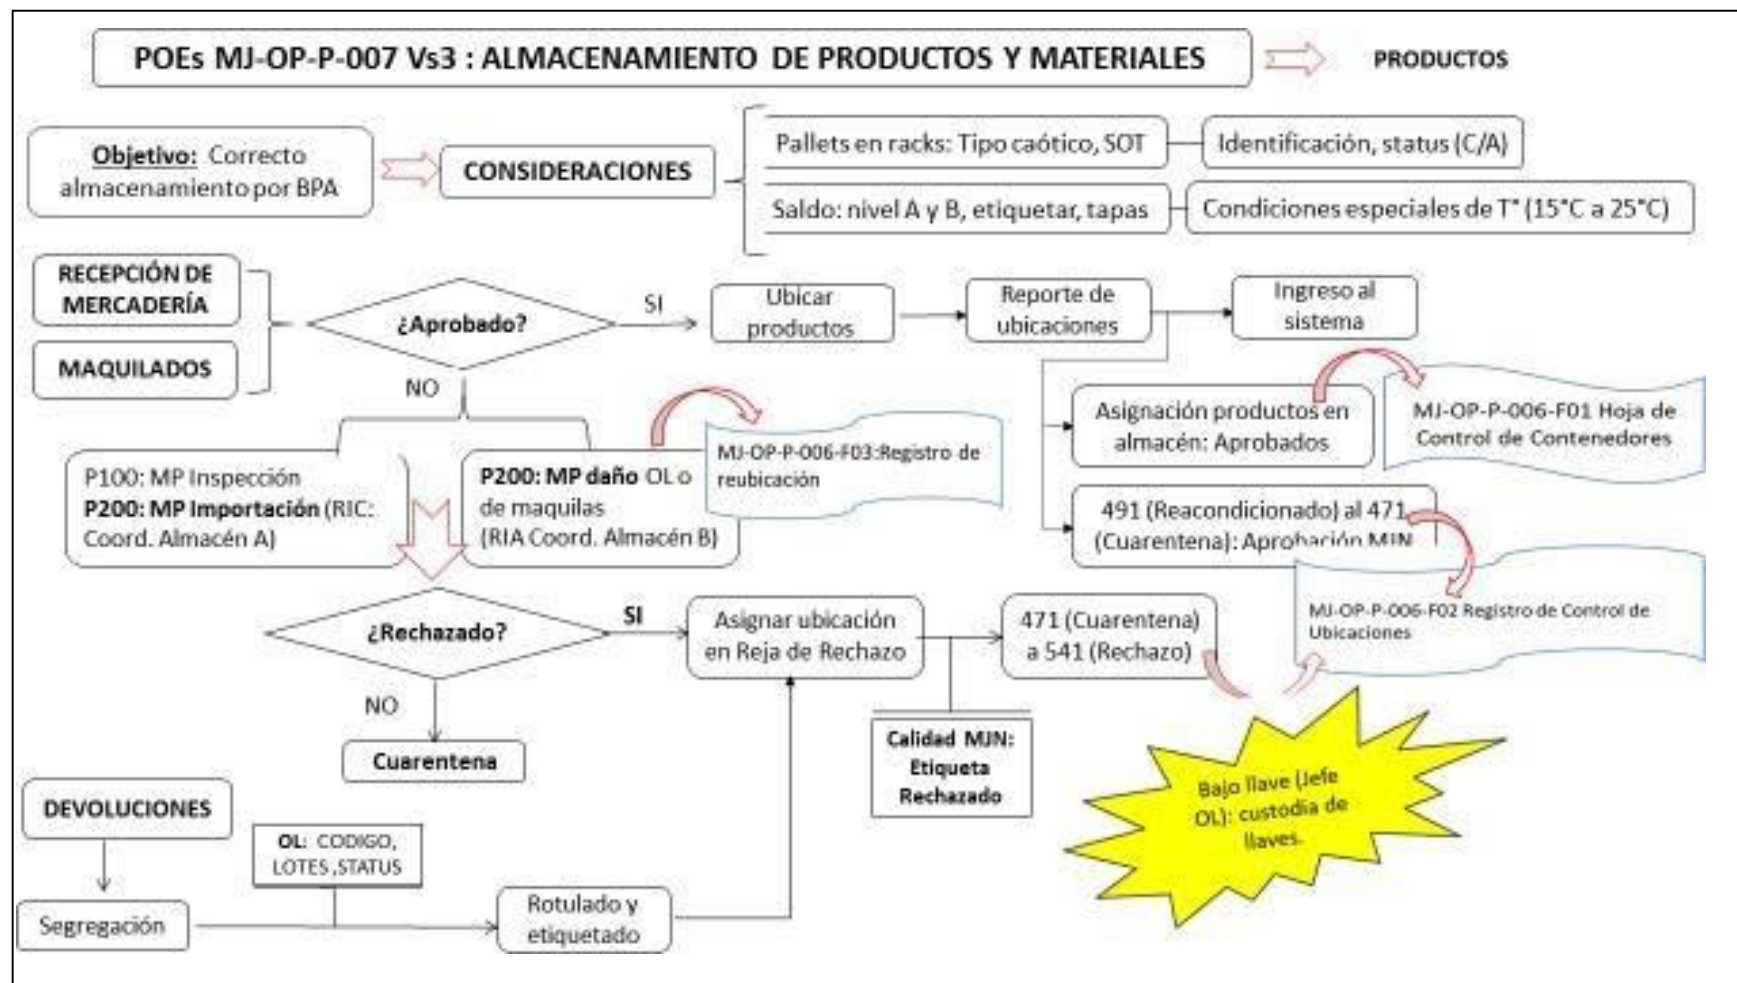 POEs MJ-OP-P-007 Vs3 : ALMACENAMIENTO DE PRODUCTOS Y MATERIALES
PRODUCTOS
Objetivo: Correcto
almacenamiento por BPA
CONSIDERACIONES
Pallets en racks: Tipo caótico, SOT
Identificación, status (C/A)
Saldo: nivel A y B, etiquetar, tapas
Condiciones especiales de T° (15°C a 25°C)
RECEPCIÓN DE
MERCADERÍA
MAQUILADOS
¿Aprobado?
SI
Ubicar
productos
Reporte de
ubicaciones
Ingreso al
sistema
NO
Asignación productos en
almacén: Aprobados
MJ-OP-P-006-F01 Hoja de
Control de Contenedores
P100: MP Inspección
P200: MP Importación (RIC:
Coord. Almacén A)
P200: MP daño OL o
de maquilas
(RIA Coord. Almacén B)
MJ-OP-P-006-F03:Registro de
reubicación
491 (Reacondicionado) al 471
(Cuarentena): Aprobación MJN
MJ-OP-P-006-F02 Registro de Control de
Ubicaciones
¿Rechazado?
SI
Asignar ubicación
en Reja de Rechazo
471 (Cuarentena)
a 541 (Rechazo)
NO
Cuarentena
Calidad MJN:
Etiqueta
Rechazado
Bajo llave (Jefe
OL): custodia de
llaves.
DEVOLUCIONES
OL: CODIGO,
LOTES ,STATUS
Segregación
Rotulado y
etiquetado